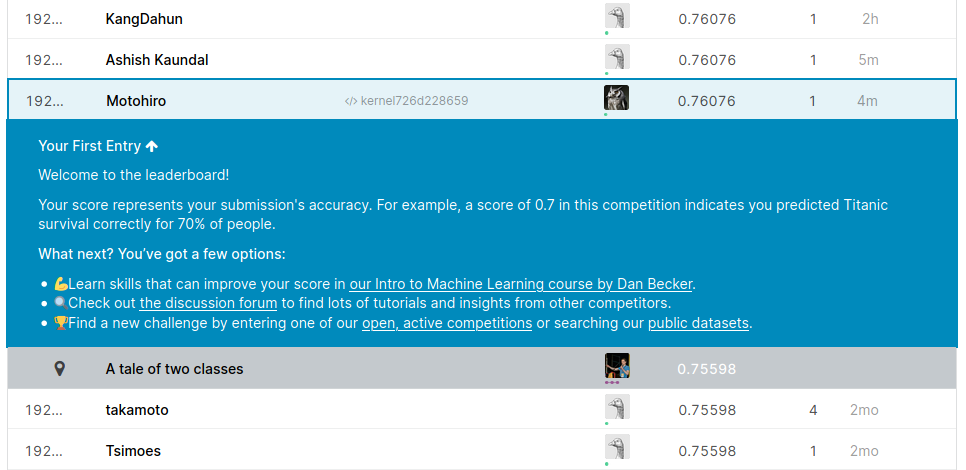 192... KangDahun 0.76076 1 2h
192... Ashish Kaundal 0.76076 1 5m
192... Motohiro </> kernel726d228659 0.76076 1 4m
Your First Entry ↑
Welcome to the leaderboard!
Your score represents your submission's accuracy. For example, a score of 0.7 in this competition indicates you predicted Titanic
survival correctly for 70% of people.
What next? You've got a few options:
• 💪Learn skills that can improve your score in our Intro to Machine Learning course by Dan Becker.
• 🔍Check out the discussion forum to find lots of tutorials and insights from other competitors.
• 🏆Find a new challenge by entering one of our open, active competitions or searching our public datasets.
A tale of two classes 0.75598
192... takamoto 0.75598 4 2mo
192... Tsimoes 0.75598 1 2mo